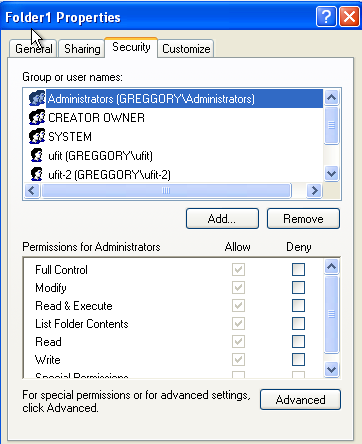 Folder1 Properties
General Sharing Security Customize
Group or user names:
Administrators (GREGGORY\Administrators)
CREATOR OWNER
SYSTEM
ufit (GREGGORY\ufit)
ufit-2 (GREGGORY\ufit-2)
Add... Remove
Permissions for Administrators Allow Deny
Full Control
Modify
Read & Execute
List Folder Contents
Read
Write
Special Permissions
For special permissions or for advanced settings,
click Advanced.
Advanced